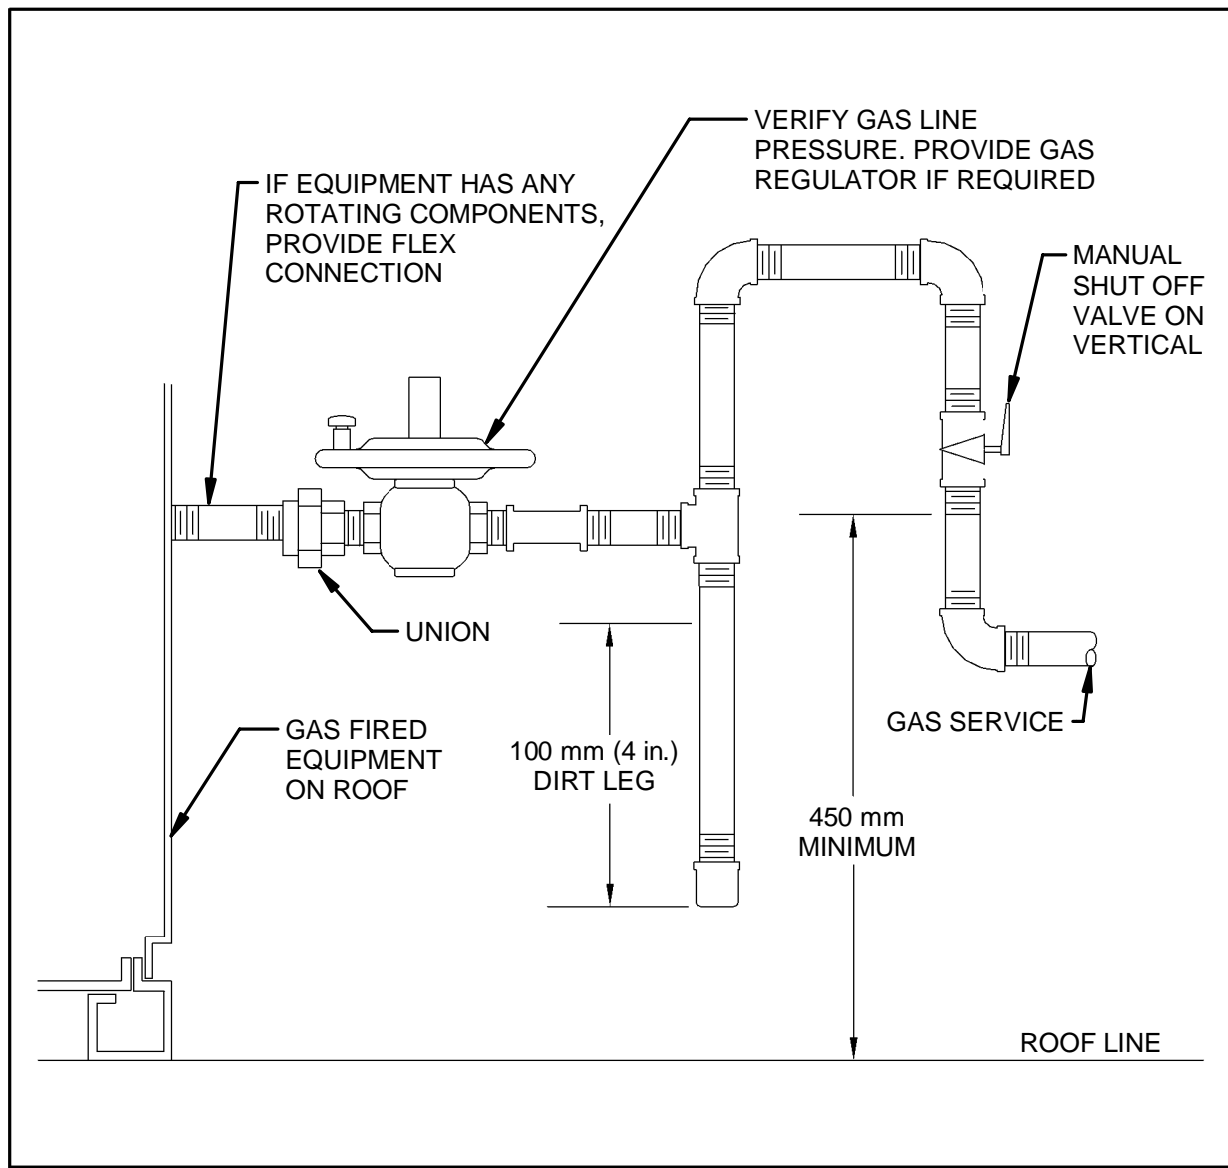 VERIFY GAS LINE
PRESSURE. PROVIDE GAS
REGULATOR IF REQUIRED
IF EQUIPMENT HAS ANY
ROTATING COMPONENTS,
PROVIDE FLEX
CONNECTION
MANUAL
SHUT OFF
VALVE ON
VERTICAL
UNION
GAS FIRED
EQUIPMENT
ON ROOF
100 mm (4 in.)
DIRT LEG
GAS SERVICE
450 mm
MINIMUM
ROOF LINE